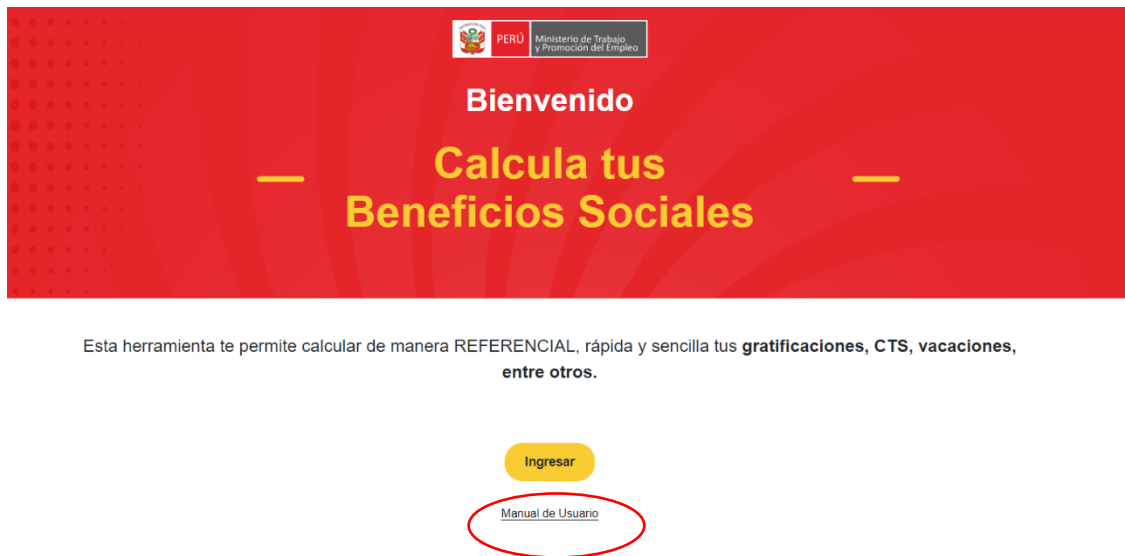 PERÚ
Ministerio de Trabajo
y Promoción del Empleo
Bienvenido
Calcula tus
Beneficios Sociales
Esta herramienta te permite calcular de manera REFERENCIAL, rápida y sencilla tus gratificaciones, CTS, vacaciones,
entre otros.
Ingresar
Manual de Usuario